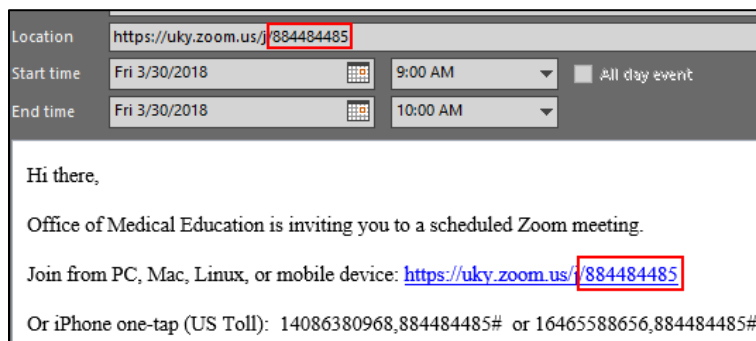 Location https://uky.zoom.us/j/884484485
Start time Fri 3/30/2018 9:00 AM All day event
End time Fri 3/30/2018 10:00 AM
Hi there,
Office of Medical Education is inviting you to a scheduled Zoom meeting.
Join from PC, Mac, Linux, or mobile device: https://uky.zoom.us/j/884484485
Or iPhone one-tap (US Toll): 14086380968,884484485# or 16465588656,884484485#